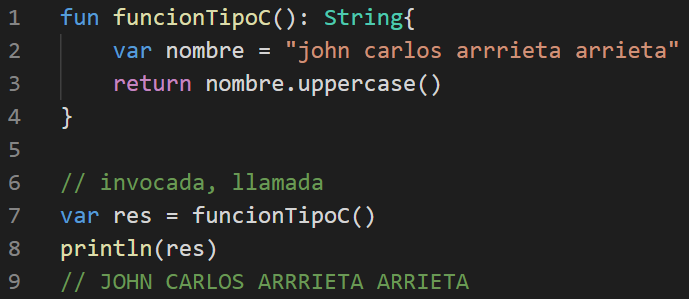 1 fun funcionTipoC(): String{
2     var nombre = "john carlos arrrieta arrieta"
3     return nombre.uppercase()
4 }
5
6 // invocada, llamada
7 var res = funcionTipoC()
8 println(res)
9 // JOHN CARLOS ARRRIETA ARRIETA